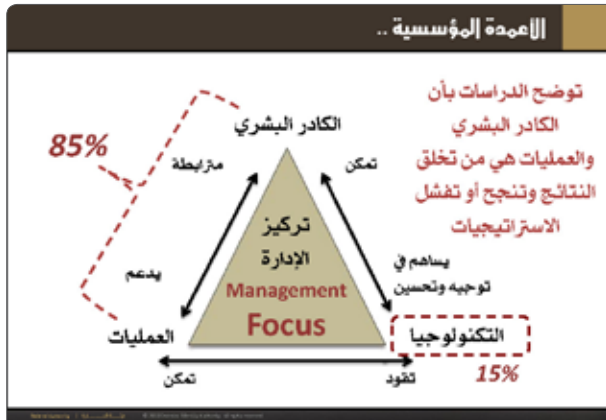 الأعمدة المؤسسية ..
توضح الدراسات بأن
الكادر البشري
والعمليات هي من تخلق
النتائج وتنجح أو تفشل
الاستراتيجيات
الكادر البشري
85%
مترابطة
تمكن
تركيز
الإدارة
Management
Focus
يدعم
يساهم في
توجيه وتحسين
العمليات
التكنولوجيا
تمكن
تقود
15%